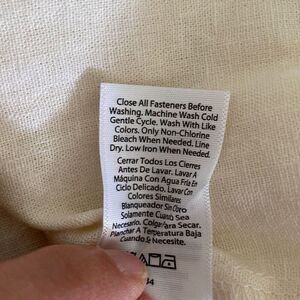 Close All Fasteners Before
Washing. Machine Wash Cold
Gentle Cycle. Wash With Like
Colors. Only Non-Chlorine
Bleach When Needed. Line
Dry. Low Iron When Needed.
Cerrar Todos Los Cierres
Antes De Lavar. Lavar A
Máquina Con Agua Fría En
Ciclo Delicado. Lavar Con
Colores Similares
Blanqueador Sin Cloro
Solamente Cuando Sea
Necesario. Colgar Para Secar.
Planchar A Temperatura Baja
Cuando Se Necesite.